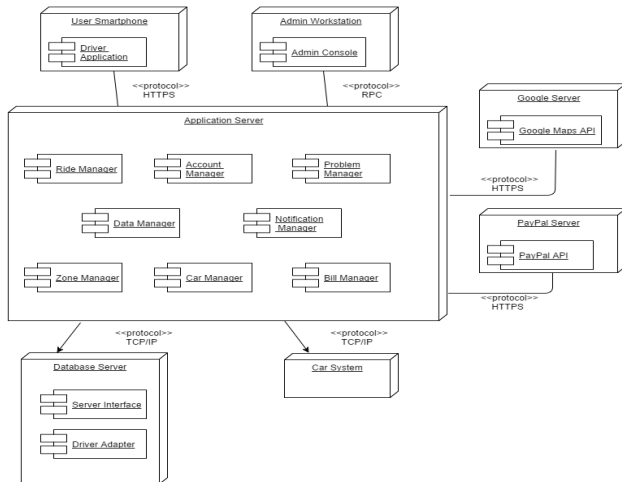 User Smartphone
Driver
Application
Admin Workstation
Admin Console
<<protocol>>
HTTPS
<<protocol>>
RPC
Google Server
Google Maps API
<<protocol>>
HTTPS
Application Server
Ride Manager
Account
Manager
Problem
Manager
Data Manager
Notification
Manager
Zone Manager
Car Manager
Bill Manager
PayPal Server
PayPal API
<<protocol>>
HTTPS
<<protocol>>
TCP/IP
<<protocol>>
TCP/IP
Database Server
Server Interface
Driver Adapter
Car System